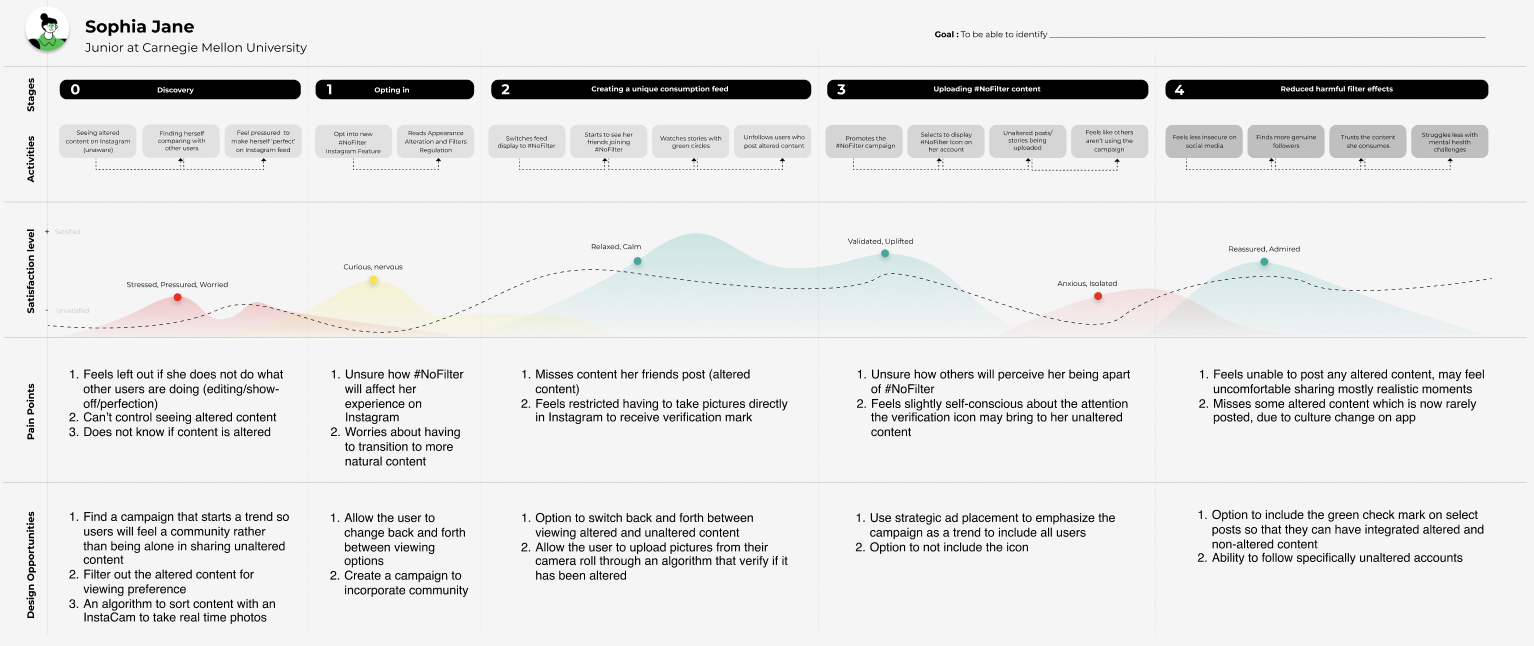 Sophia Jane
Junior at Carnegie Mellon University
Goal : To be able to identify
Stages
0
Discovery
1
Opting in
2
Creating a unique consumption feed
3
Uploading #NoFilter content
4
Reduced harmful filter effects
Activities
Seeing altered
content on Instagram
(unaware)
Finding herself
comparing with
other users
Feel pressured to
make herself 'perfect'
on Instagram feed
Opt into new
#NoFilter
Instagram Feature
Reads Appearance
Alteration and Filters
Regulation
Switches feed
display to #NoFilter
Starts to see her
friends joining
#NoFilter
Watches stories with
green circles
Unfollows users who
post altered content
Promotes the
#NoFilter campaign
Selects to display
#NoFilter Icon on
her account
Unaltered posts/
stories being
uploaded
Feels like others
aren't using the
campaign
Feels less insecure on
social media
Finds more genuine
followers
Trusts the content
she consumes
Struggles less with
mental health
challenges
Satisfaction level
+ Satisfied
- Unsatisfied
Stressed, Pressured, Worried
Curious, nervous
Relaxed, Calm
Validated, Uplifted
Anxious, Isolated
Reassured, Admired
Pain Points
1. Feels left out if she does not do what
other users are doing (editing/show-
off/perfection)
2. Can't control seeing altered content
3. Does not know if content is altered
1. Unsure how #NoFilter
will affect her
experience on
Instagram
2. Worries about having
to transition to more
natural content
1. Misses content her friends post (altered
content)
2. Feels restricted having to take pictures directly
in Instagram to receive verification mark
1. Unsure how others will perceive her being apart
of #NoFilter
2. Feels slightly self-conscious about the attention
the verification icon may bring to her unaltered
content
1. Feels unable to post any altered content, may feel
uncomfortable sharing mostly realistic moments
2. Misses some altered content which is now rarely
posted, due to culture change on app
Design Opportunities
1. Find a campaign that starts a trend so
users will feel a community rather
than being alone in sharing unaltered
content
2. Filter out the altered content for
viewing preference
3. An algorithm to sort content with an
InstaCam to take real time photos
1. Allow the user to
change back and forth
between viewing
options
2. Create a campaign to
incorporate community
1. Option to switch back and forth between
viewing altered and unaltered content
2. Allow the user to upload pictures from their
camera roll through an algorithm that verify if it
has been altered
1. Use strategic ad placement to emphasize the
campaign as a trend to include all users
2. Option to not include the icon
1. Option to include the green check mark on select
posts so that they can have integrated altered and
non-altered content
2. Ability to follow specifically unaltered accounts